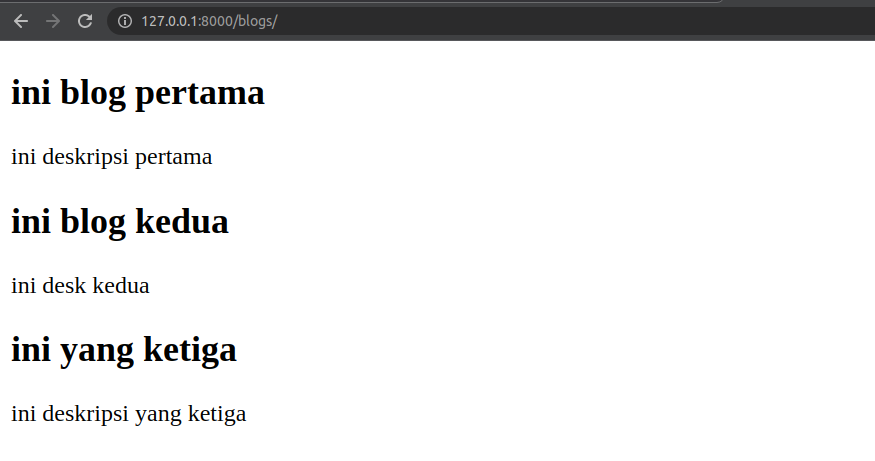 127.0.0.1:8000/blogs/
ini blog pertama
ini deskripsi pertama
ini blog kedua
ini desk kedua
ini yang ketiga
ini deskripsi yang ketiga